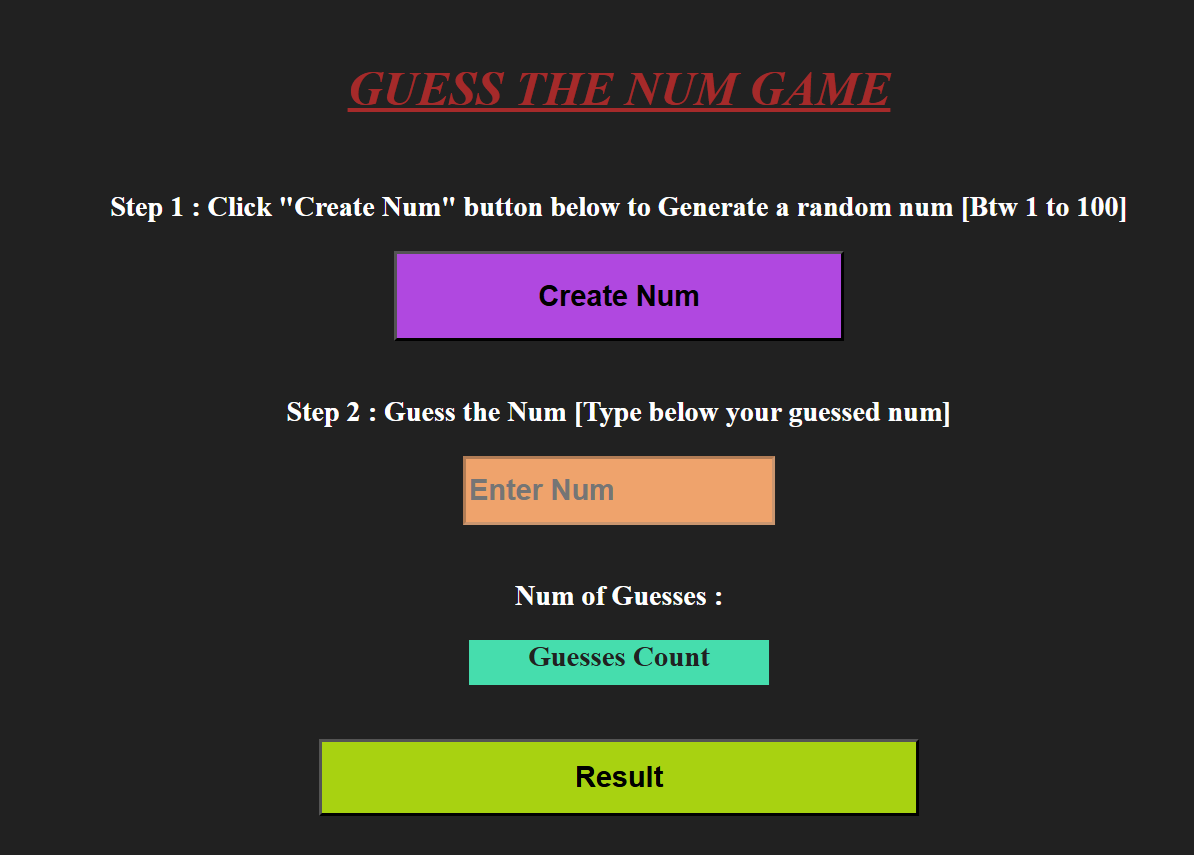 GUESS THE NUM GAME
Step 1 : Click "Create Num" button below to Generate a random num [Btw 1 to 100]
Create Num
Step 2 : Guess the Num [Type below your guessed num]
Enter Num
Num of Guesses :
Guesses Count
Result